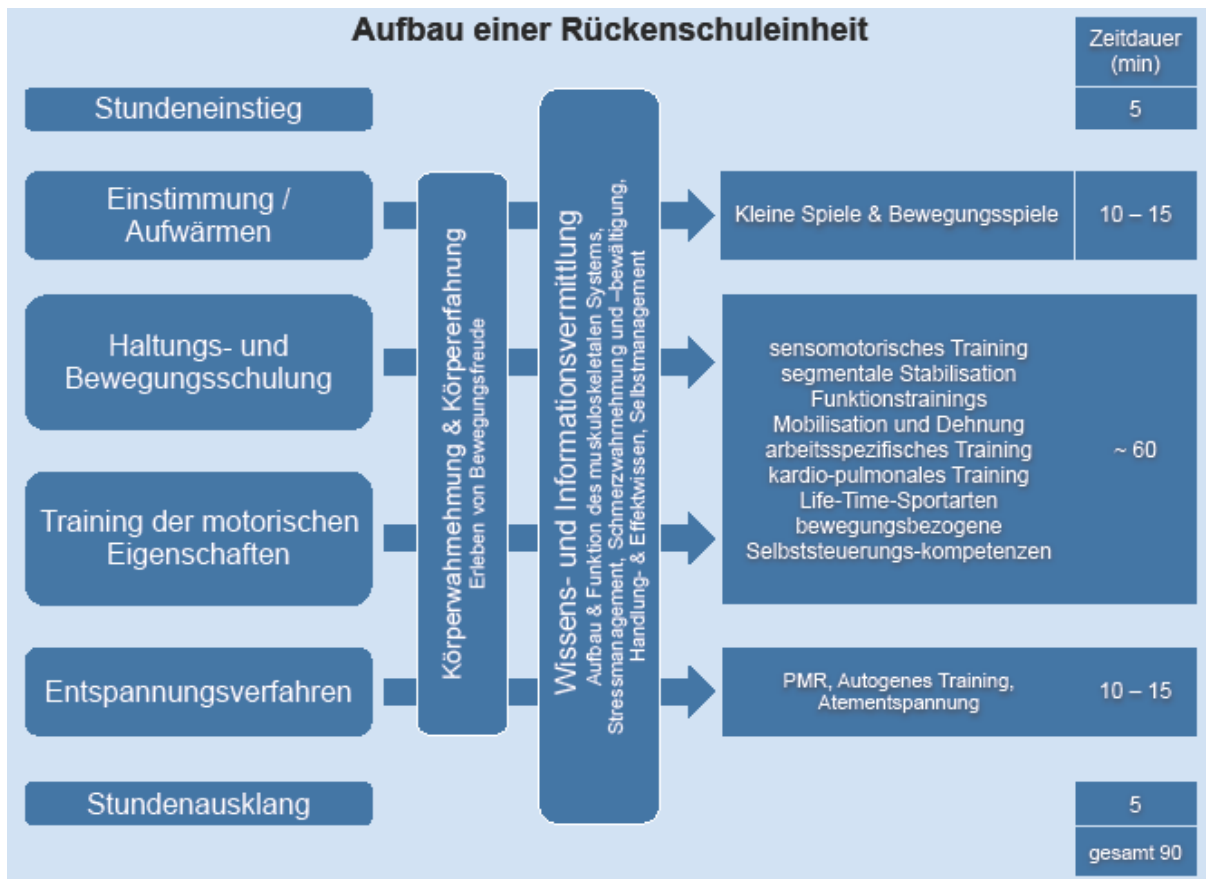 Aufbau einer Rückenschuleinheit
Zeitdauer
(min)
Stundeneinstieg
5
Einstimmung /
Aufwärmen
Kleine Spiele & Bewegungsspiele
10 – 15
Haltungs- und
Bewegungsschulung
Training der motorischen
Eigenschaften
sensomotorisches Training
segmentale Stabilisation
Funktionstrainings
Mobilisation und Dehnung
arbeitsspezifisches Training
kardio-pulmonales Training
Life-Time-Sportarten
bewegungsbezogene
Selbststeuerungs-kompetenzen
~ 60
Entspannungsverfahren
PMR, Autogenes Training,
Atementspannung
10 – 15
Stundenausklang
5
gesamt 90
Körperwahrnehmung & Körpererfahrung
Erleben von Bewegungsfreude
Wissens- und Informationsvermittlung
Aufbau & Funktion des muskuloskeletalen Systems,
Stressmanagement, Schmerzwahrnehmung und –bewältigung,
Handlung- & Effektwissen, Selbstmanagement